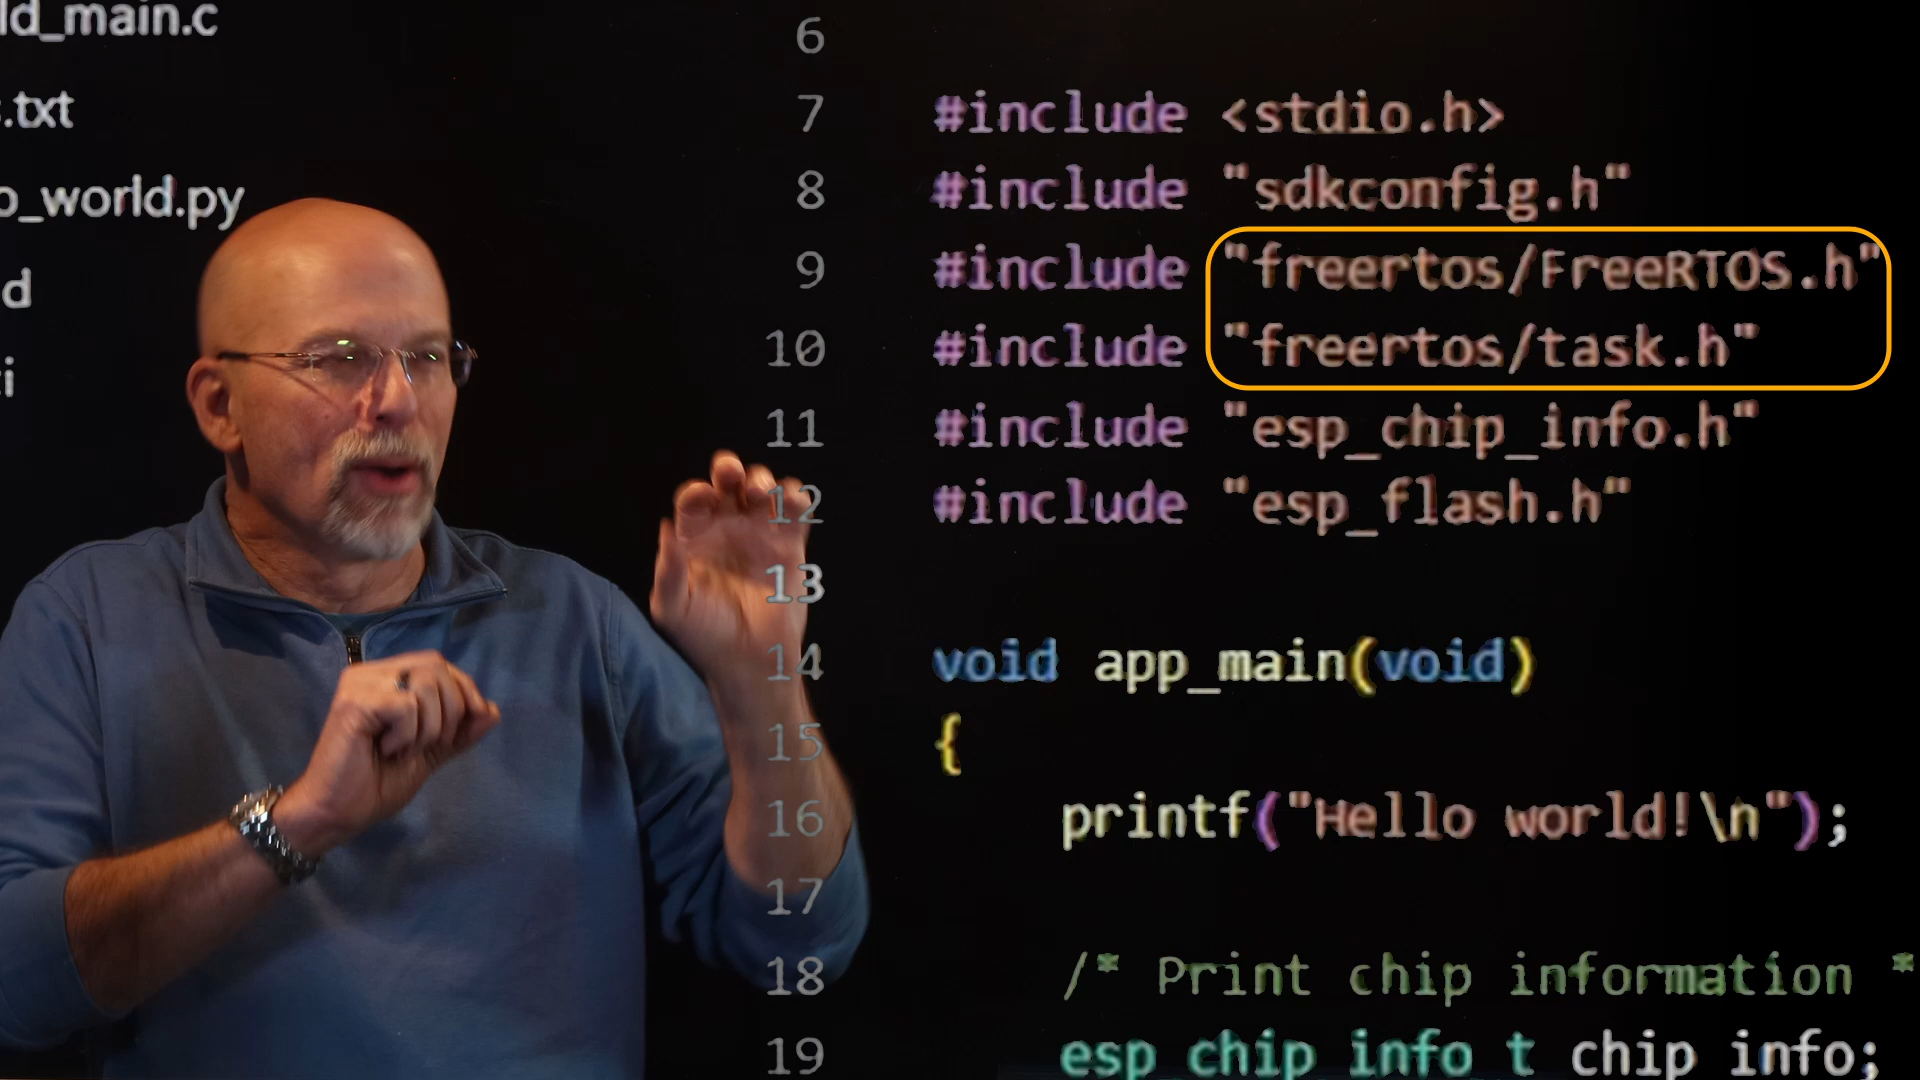 ld_main.c
.txt
o_world.py
d
i
6
7 #include <stdio.h>
8 #include "sdkconfig.h"
9 #include "freertos/FreeRTOS.h"
10 #include "freertos/task.h"
11 #include "esp_chip_info.h"
12 #include "esp_flash.h"
13
14 void app_main(void)
15 {
16 printf("Hello world!\n");
17
18 /* Print chip information *
19 esp_chip_info_t chip_info;